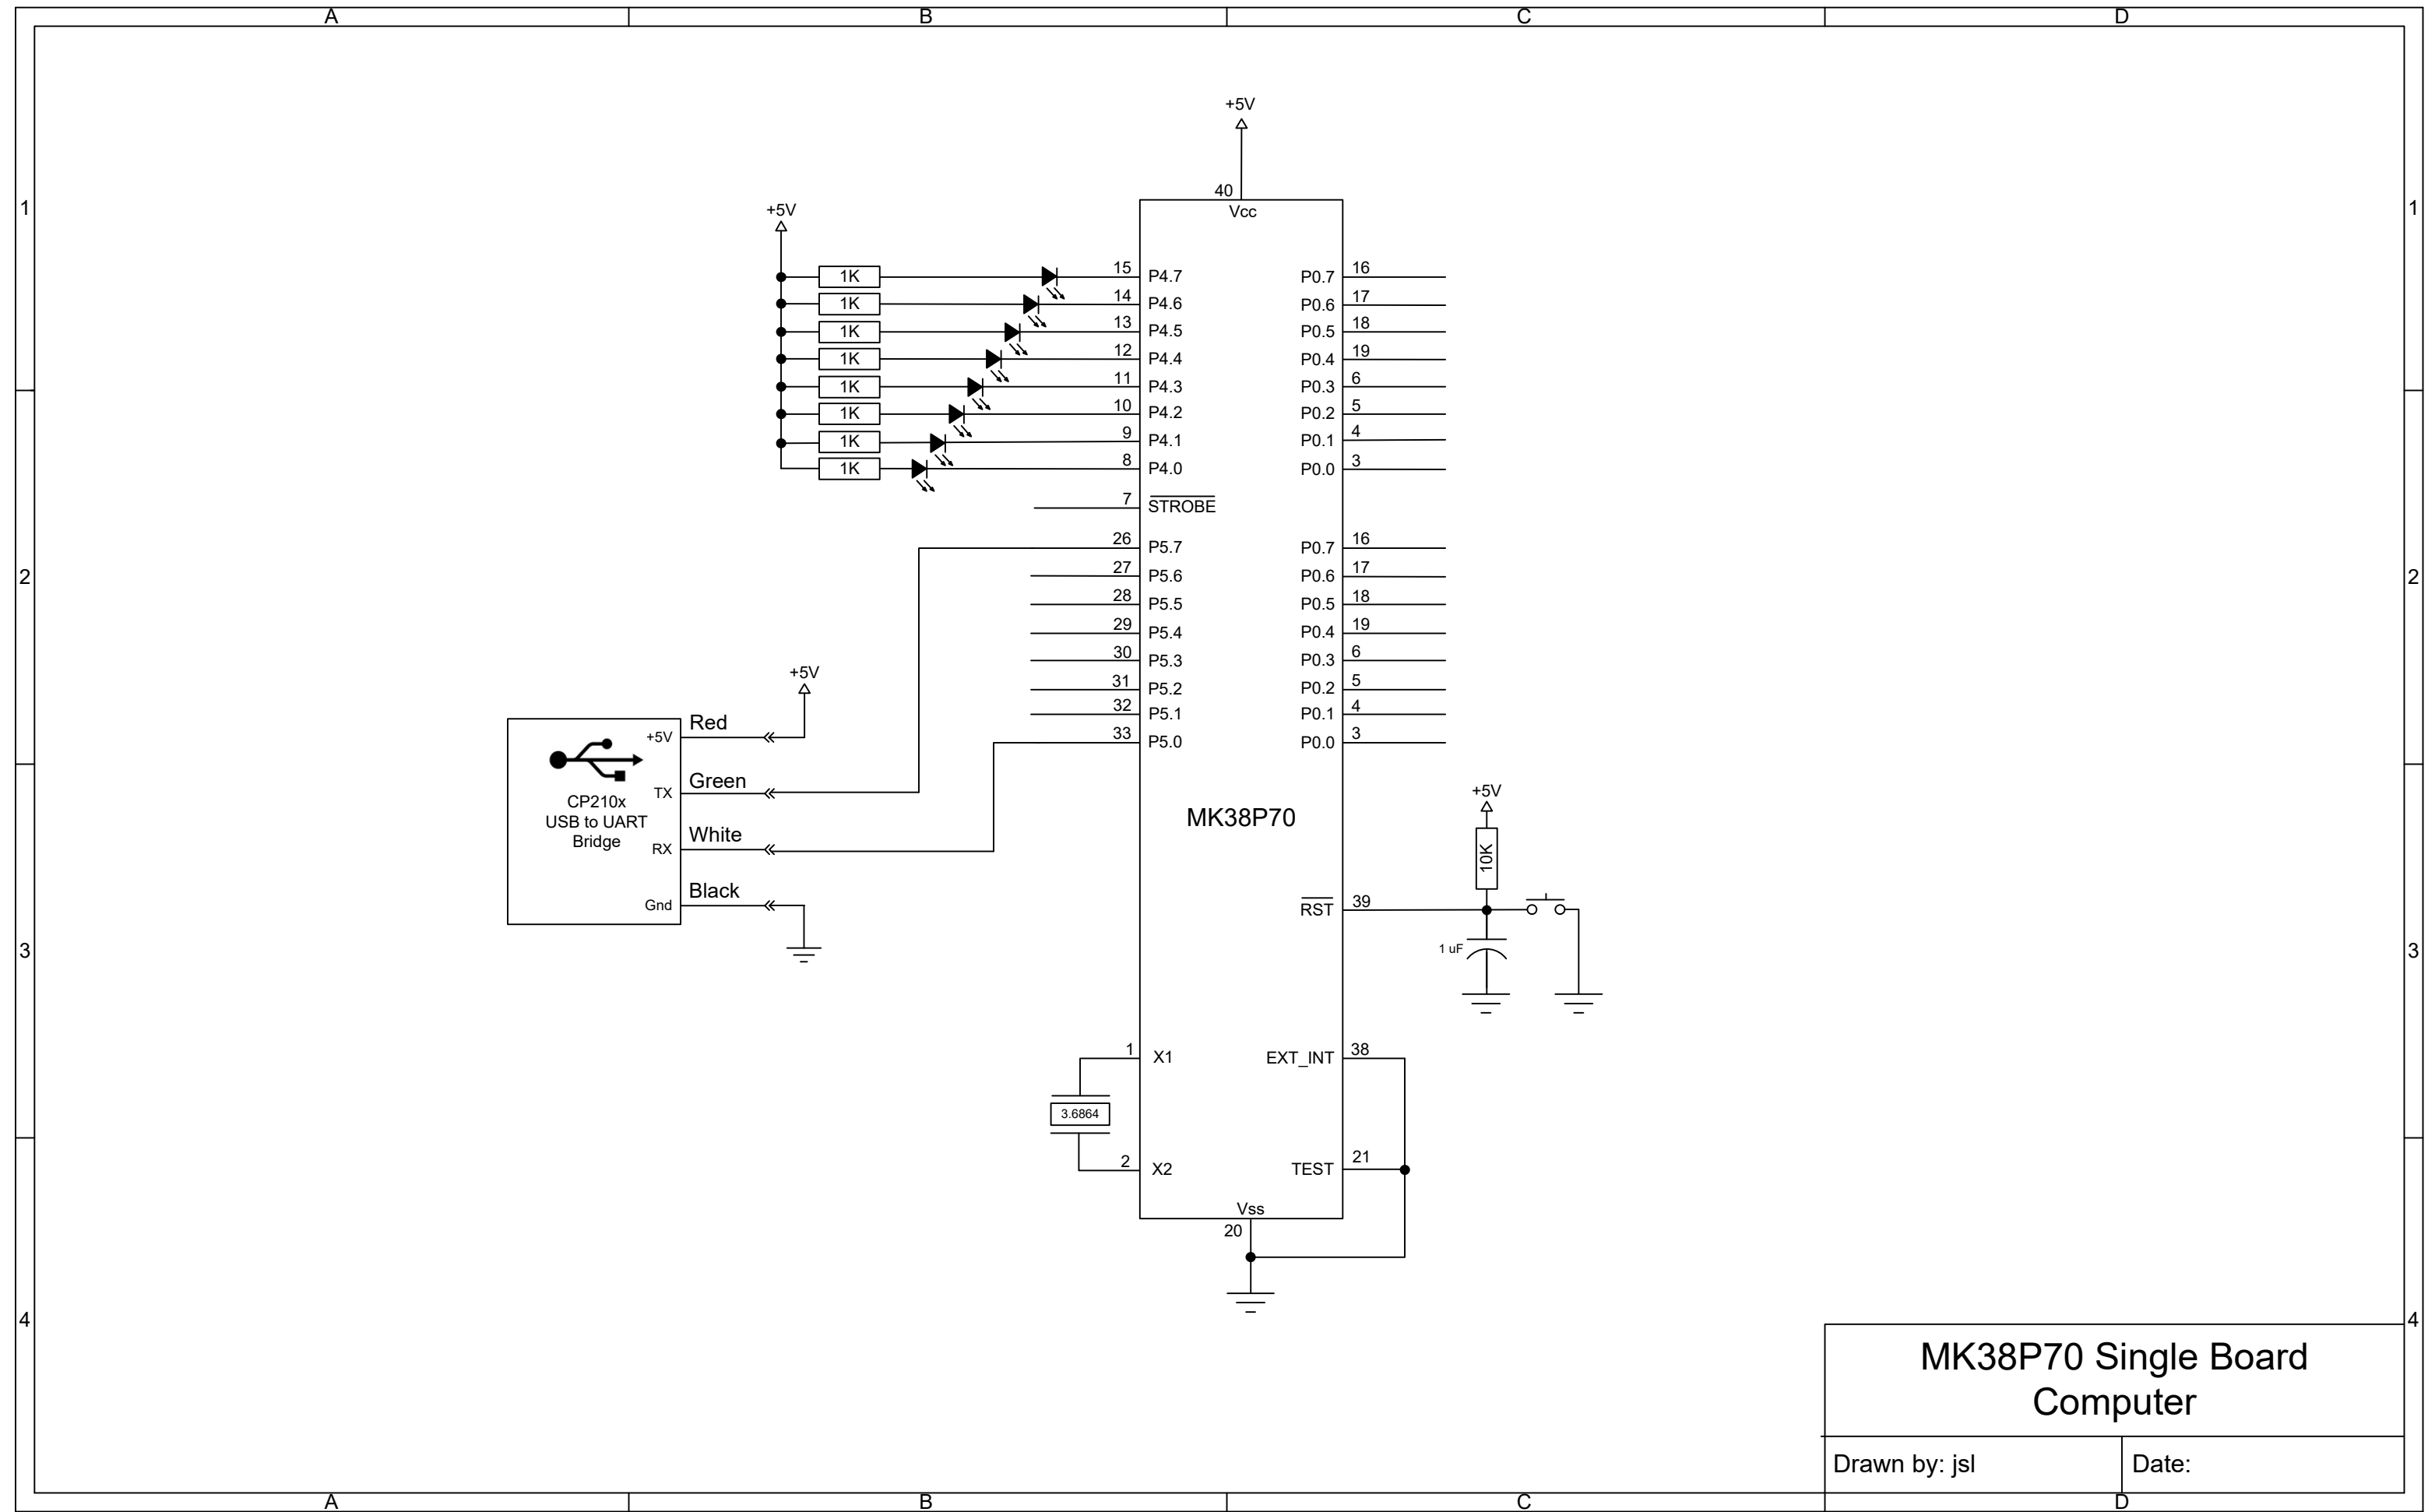 A B C D
+5V
40
Vcc
1 1
+5V
1K 15 P4.7 P0.7 16
1K 14 P4.6 P0.6 17
1K 13 P4.5 P0.5 18
1K 12 P4.4 P0.4 19
1K 11 P4.3 P0.3 6
1K 10 P4.2 P0.2 5
1K 9 P4.1 P0.1 4
1K 8 P4.0 P0.0 3
7 STROBE
26 P5.7 P0.7 16
2 27 P5.6 P0.6 17 2
28 P5.5 P0.5 18
29 P5.4 P0.4 19
30 P5.3 P0.3 6
31 P5.2 P0.2 5
32 P5.1 P0.1 4
33 P5.0 P0.0 3
+5V
+5V Red
TX Green
CP210x
USB to UART
Bridge
RX White
Gnd Black
MK38P70
+5V
10K
RST 39
1 uF
3 3
1 X1 EXT_INT 38
3.6864
2 X2 TEST 21
Vss
20
4 4
MK38P70 Single Board
Computer
Drawn by: jsl Date:
A B C D